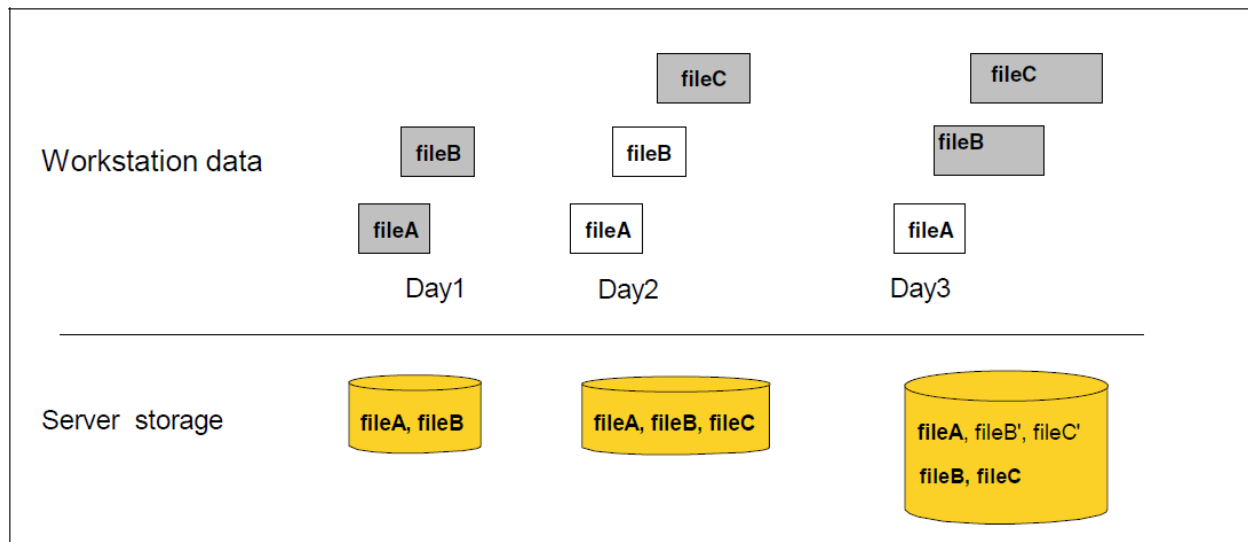 fileC
fileC
fileB
fileB
fileB
Workstation data
fileA
fileA
fileA
Day1
Day2
Day3
Server storage
fileA, fileB
fileA, fileB, fileC
fileA, fileB', fileC'
fileB, fileC